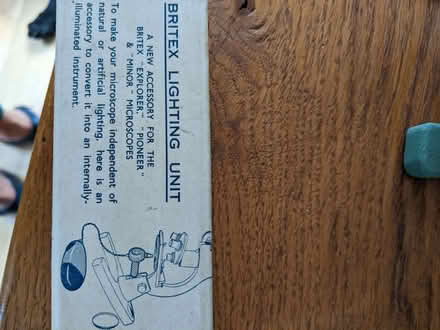 BRITEX LIGHTING UNIT
A NEW ACCESSORY FOR THE
BRITEX "EXPLORER," "PIONEER"
& "MINOR" MICROSCOPES
To make your microscope independent of
natural or artificial lighting, here is an
accessory to convert it into an internally-
illuminated instrument.